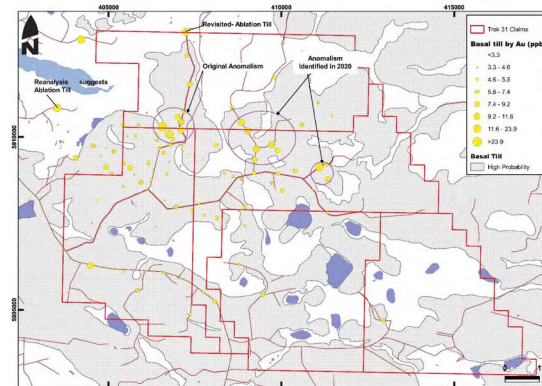 405000
410000
415000
N
Revisited- Ablation Till
Original Anomalism
Anomalism
Identified in 2020
Reanalysis suggests
Ablation Till
5910000
5905000
Trek 31 Claims
Basal till by Au (ppb)
<3.3
3.3 - 4.6
4.6 - 5.8
5.8 - 7.4
7.4 - 9.2
9.2 - 11.6
11.6 - 23.9
>23.9
Basal Till
High Probability
0